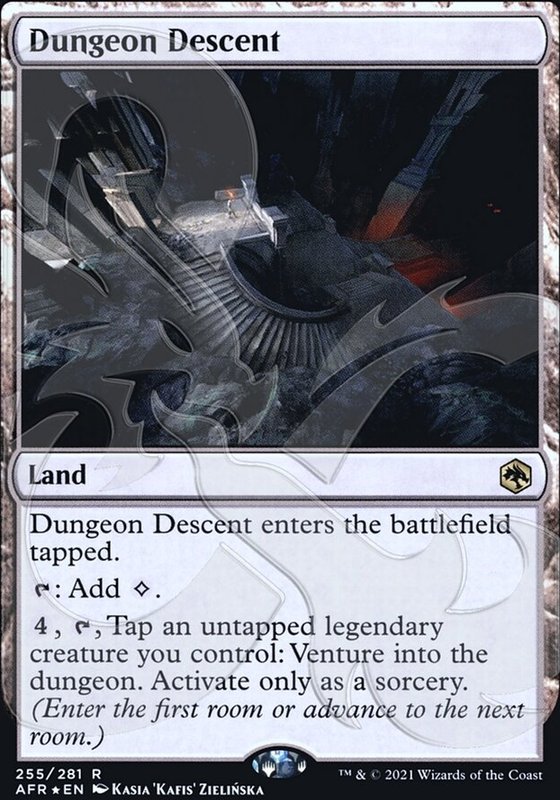 Dungeon Descent
Land
Dungeon Descent enters the battlefield
tapped.
: Add .
4, , Tap an untapped legendary
creature you control: Venture into the
dungeon. Activate only as a sorcery.
(Enter the first room or advance to the next
room.)
255/281 R
AFR★EN Kasia 'Kafis' Zielińska
™ & © 2021 Wizards of the Coast